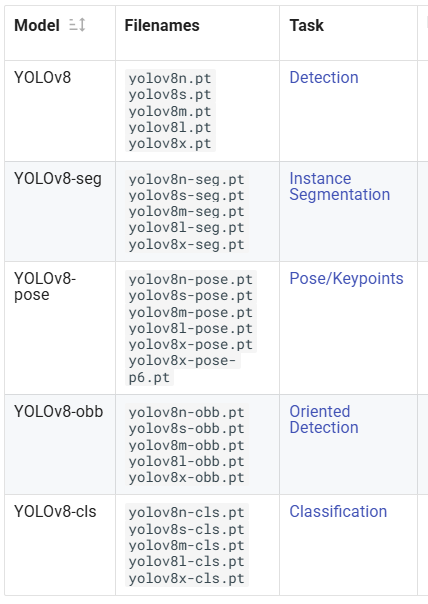 Model Filenames Task
YOLOv8 yolov8n.pt Detection
yolov8s.pt
yolov8m.pt
yolov8l.pt
yolov8x.pt
YOLOv8-seg yolov8n-seg.pt Instance
yolov8s-seg.pt Segmentation
yolov8m-seg.pt
yolov8l-seg.pt
yolov8x-seg.pt
YOLOv8- yolov8n-pose.pt Pose/Keypoints
pose yolov8s-pose.pt
yolov8m-pose.pt
yolov8l-pose.pt
yolov8x-pose.pt
yolov8x-pose-
p6.pt
YOLOv8-obb yolov8n-obb.pt Oriented
yolov8s-obb.pt Detection
yolov8m-obb.pt
yolov8l-obb.pt
yolov8x-obb.pt
YOLOv8-cls yolov8n-cls.pt Classification
yolov8s-cls.pt
yolov8m-cls.pt
yolov8l-cls.pt
yolov8x-cls.pt